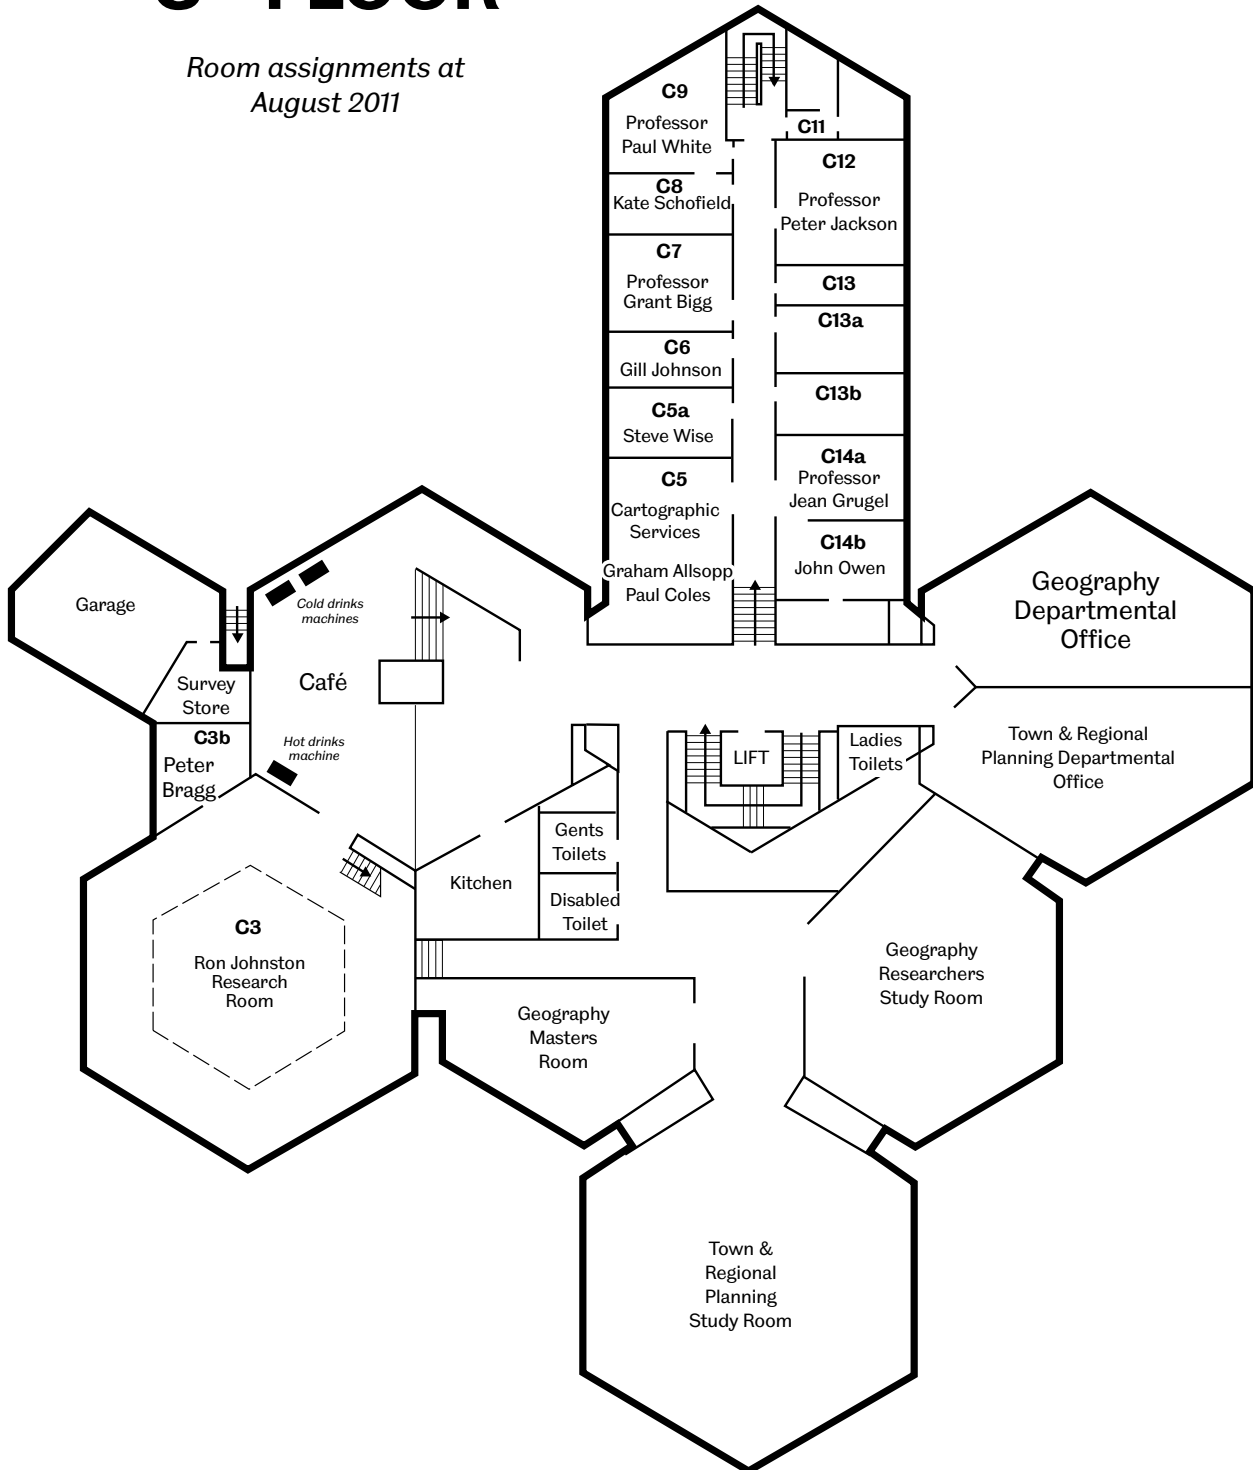 C FLOOR
Room assignments at
August 2011
C9
Professor
Paul White
C11
C12
Professor
Peter Jackson
C8
Kate Schofield
C7
Professor
Grant Bigg
C13
C13a
C6
Gill Johnson
C13b
C5a
Steve Wise
C14a
Professor
Jean Grugel
C5
Cartographic
Services
Graham Allsopp
Paul Coles
C14b
John Owen
Geography
Departmental
Office
Garage
Cold drinks
machines
Café
Survey
Store
C3b
Peter
Bragg
Hot drinks
machine
LIFT
Ladies
Toilets
Town & Regional
Planning Departmental
Office
Gents
Toilets
Kitchen
Disabled
Toilet
C3
Ron Johnston
Research
Room
Geography
Researchers
Study Room
Geography
Masters
Room
Town &
Regional
Planning
Study Room